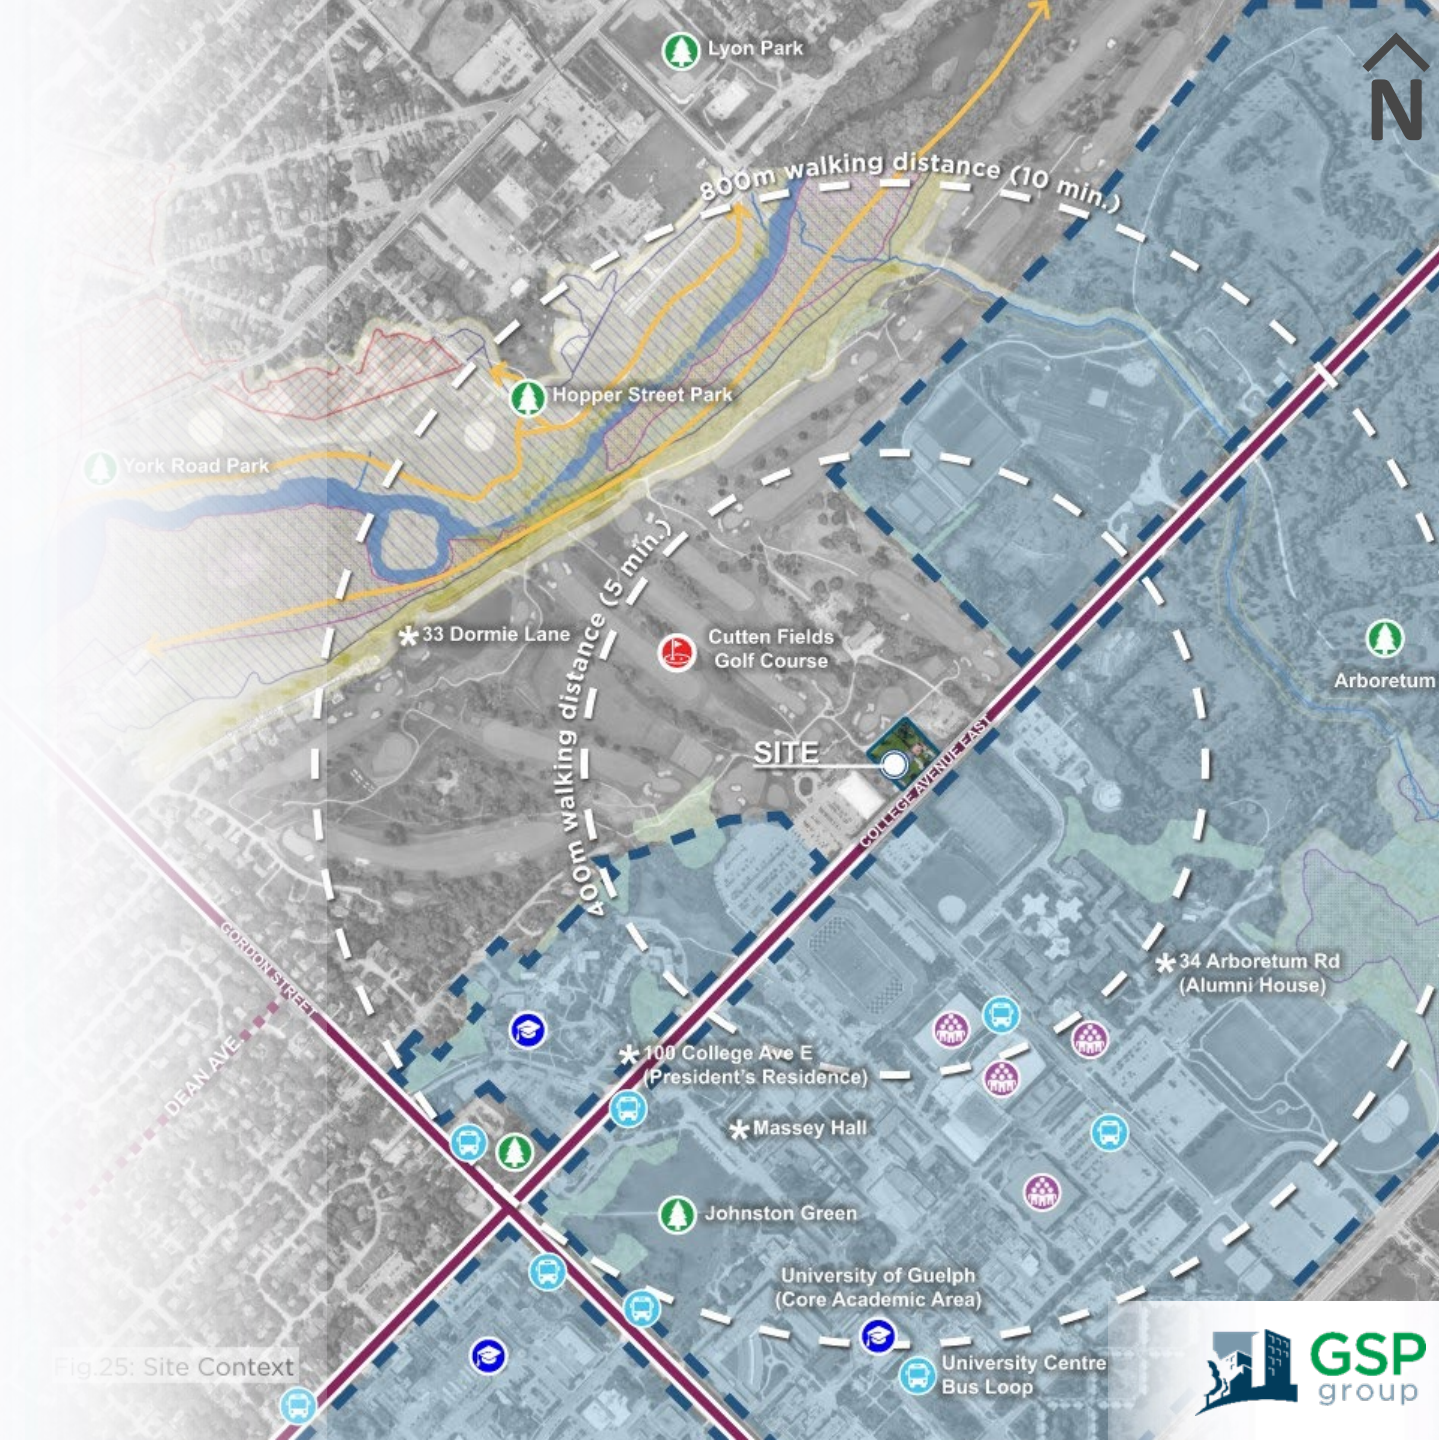 Lyon Park
N
800m walking distance (10 min.)
Hopper Street Park
York Road Park
400m walking distance (5 min.)
33 Dormie Lane
Cutten Fields
Golf Course
Arboretum
SITE
COLLEGE AVENUE EAST
GORDON STREET
34 Arboretum Rd
(Alumni House)
DEAN AVE
100 College Ave E
(President's Residence)
Massey Hall
Johnston Green
University of Guelph
(Core Academic Area)
University Centre
Bus Loop
Fig.25: Site Context
GSP
group